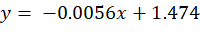 y = −0.0056x + 1.474